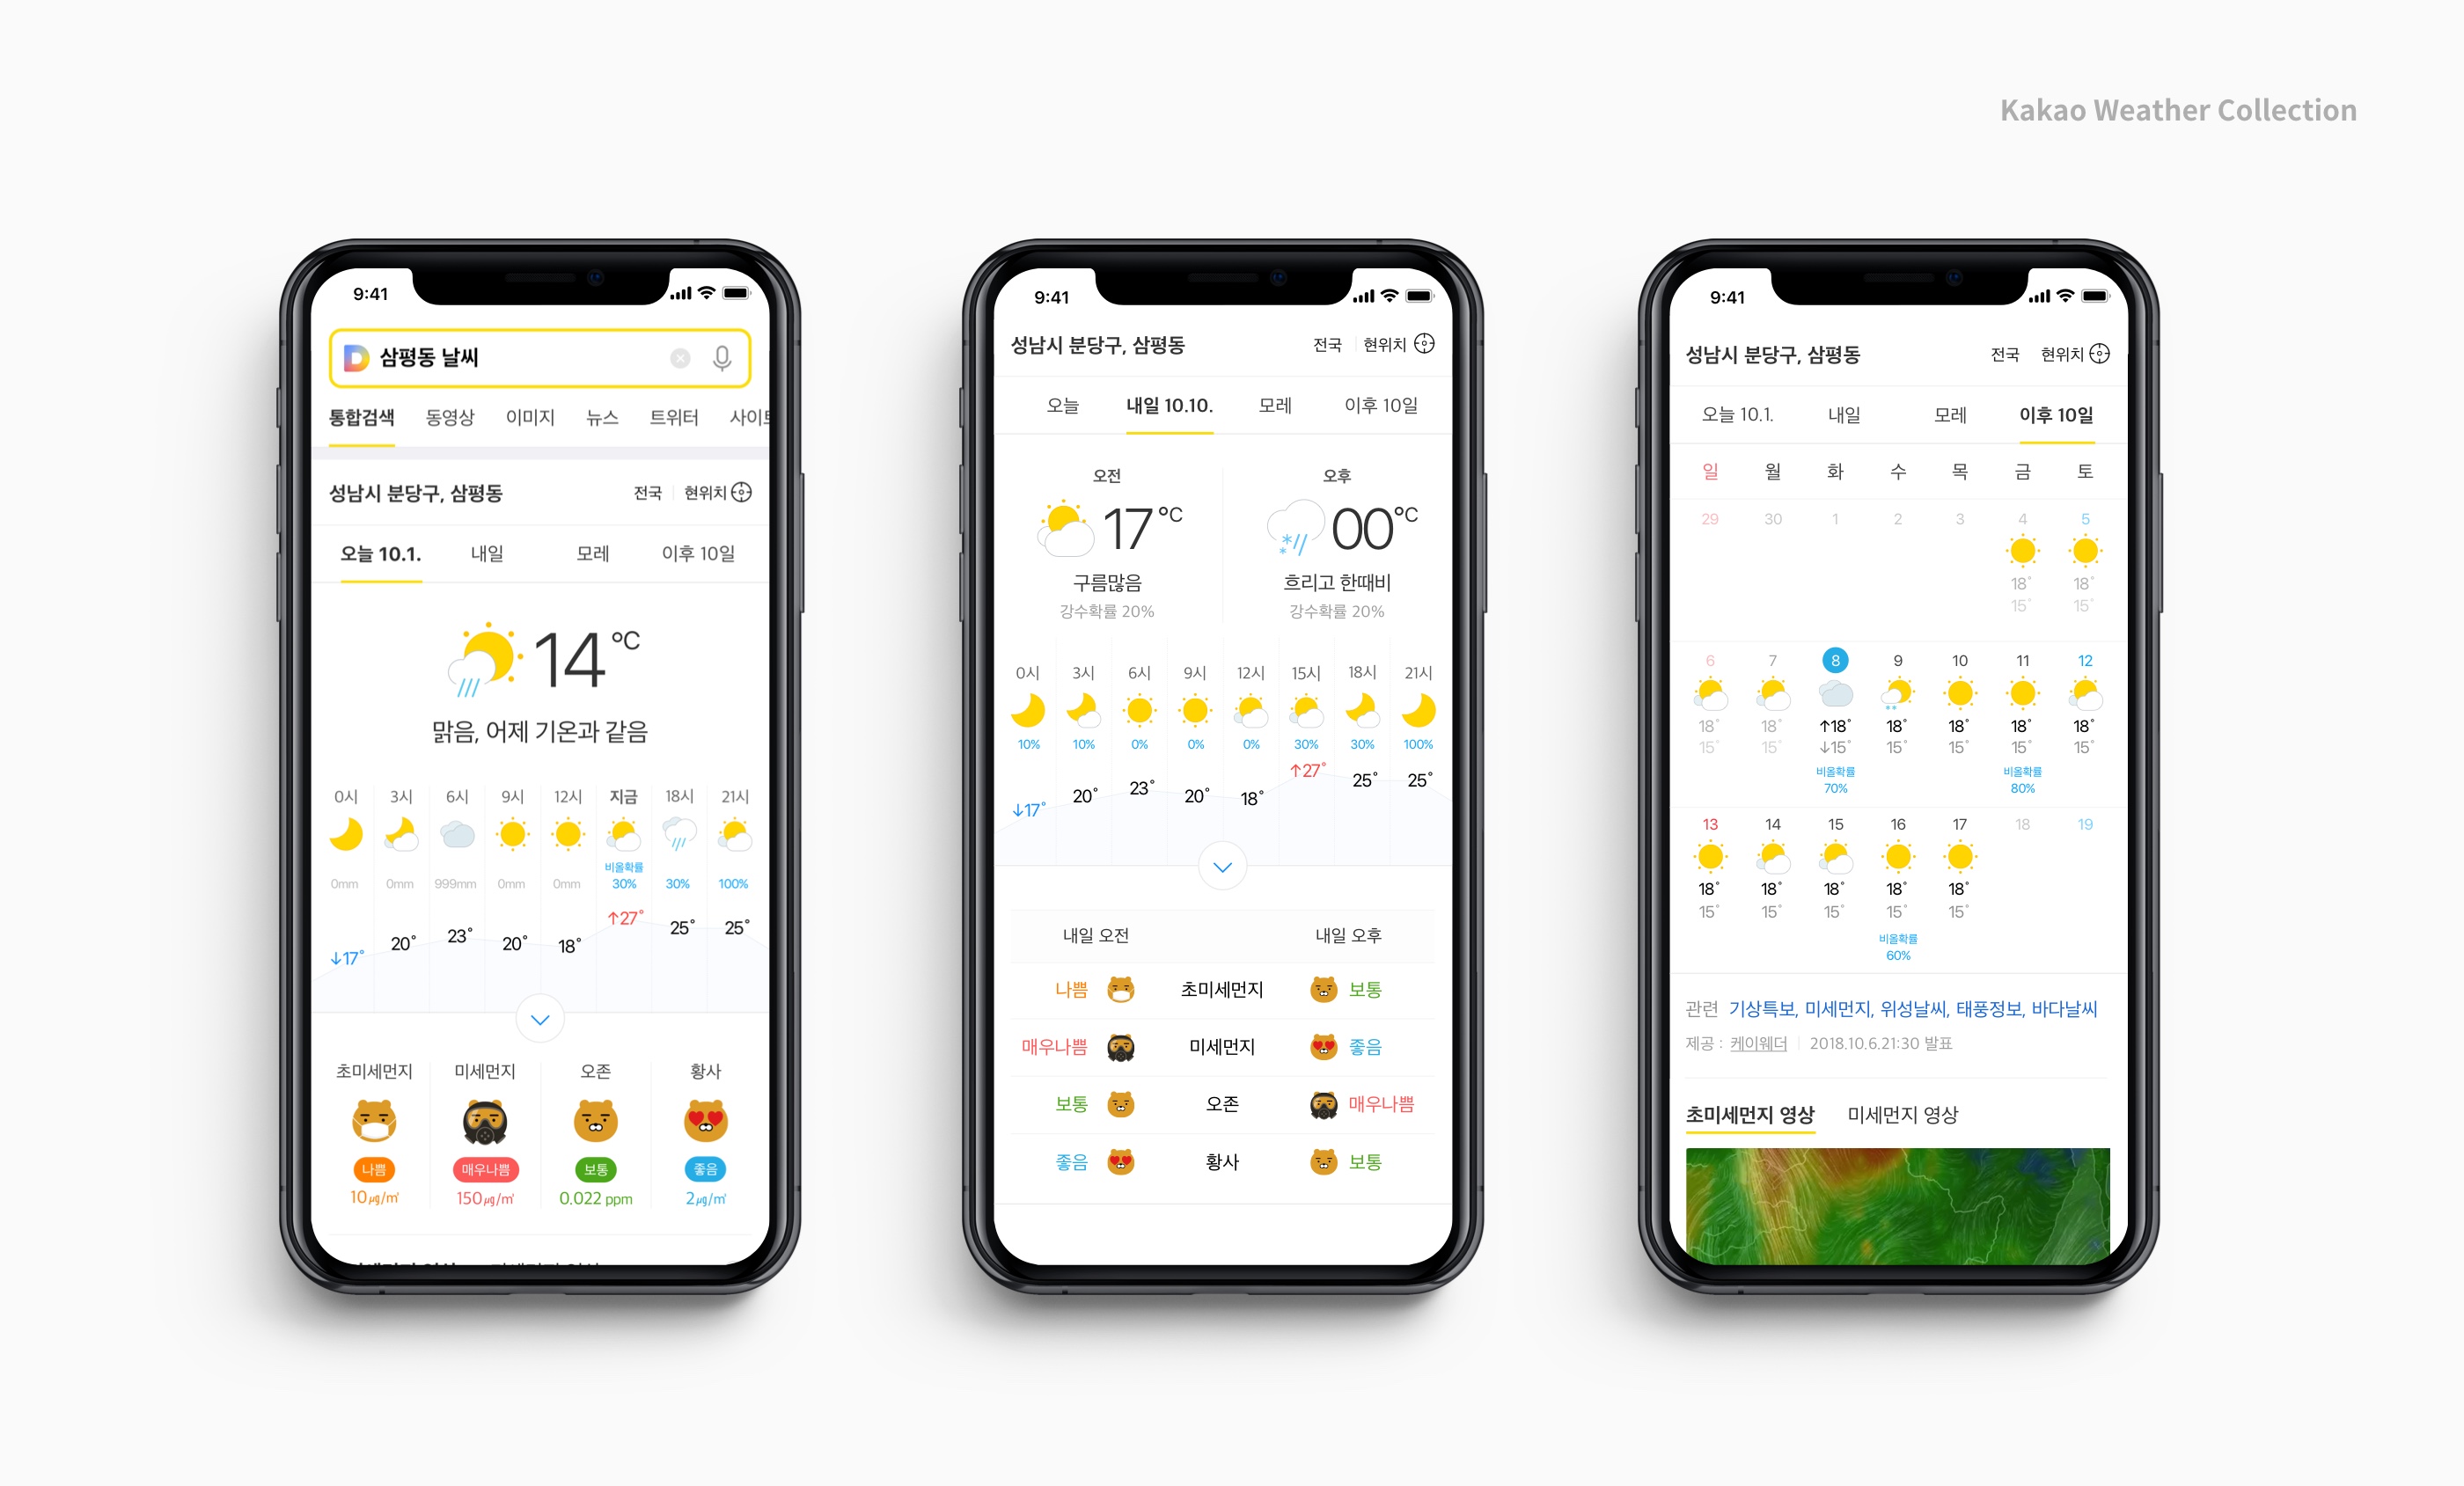 Kakao Weather Collection
9:41
삼평동 날씨
통합검색 동영상 이미지 뉴스 트위터 사이트
성남시 분당구, 삼평동 전국 현위치
오늘 10.1. 내일 모레 이후 10일
14°C
맑음, 어제 기온과 같음
0시 3시 6시 9시 12시 지금 18시 21시
비올확률
0mm 0mm 999mm 0mm 0mm 30% 30% 100%
↓17° 20° 23° 20° 18° ↑27° 25° 25°
초미세먼지 미세먼지 오존 황사
나쁨 매우나쁨 보통 좋음
10㎍/㎥ 150㎍/㎥ 0.022 ppm 2㎍/㎥
9:41
성남시 분당구, 삼평동 전국 현위치
오늘 내일 10.10. 모레 이후 10일
오전 오후
17°C 00°C
구름많음 흐리고 한때비
강수확률 20% 강수확률 20%
0시 3시 6시 9시 12시 15시 18시 21시
10% 10% 0% 0% 0% 30% 30% 100%
↓17° 20° 23° 20° 18° ↑27° 25° 25°
내일 오전 내일 오후
나쁨 초미세먼지 보통
매우나쁨 미세먼지 좋음
보통 오존 매우나쁨
좋음 황사 보통
9:41
성남시 분당구, 삼평동 전국 현위치
오늘 10.1. 내일 모레 이후 10일
일 월 화 수 목 금 토
29 30 1 2 3 4 5
18° 18°
15° 15°
6 7 8 9 10 11 12
18° 18° ↑18° 18° 18° 18° 18°
15° 15° ↓15° 15° 15° 15° 15°
비올확률 비올확률
70% 80%
13 14 15 16 17 18 19
18° 18° 18° 18° 18°
15° 15° 15° 15° 15°
비올확률
60%
관련 기상특보, 미세먼지, 위성날씨, 태풍정보, 바다날씨
제공 : 케이웨더 2018.10.6.21:30 발표
초미세먼지 영상 미세먼지 영상